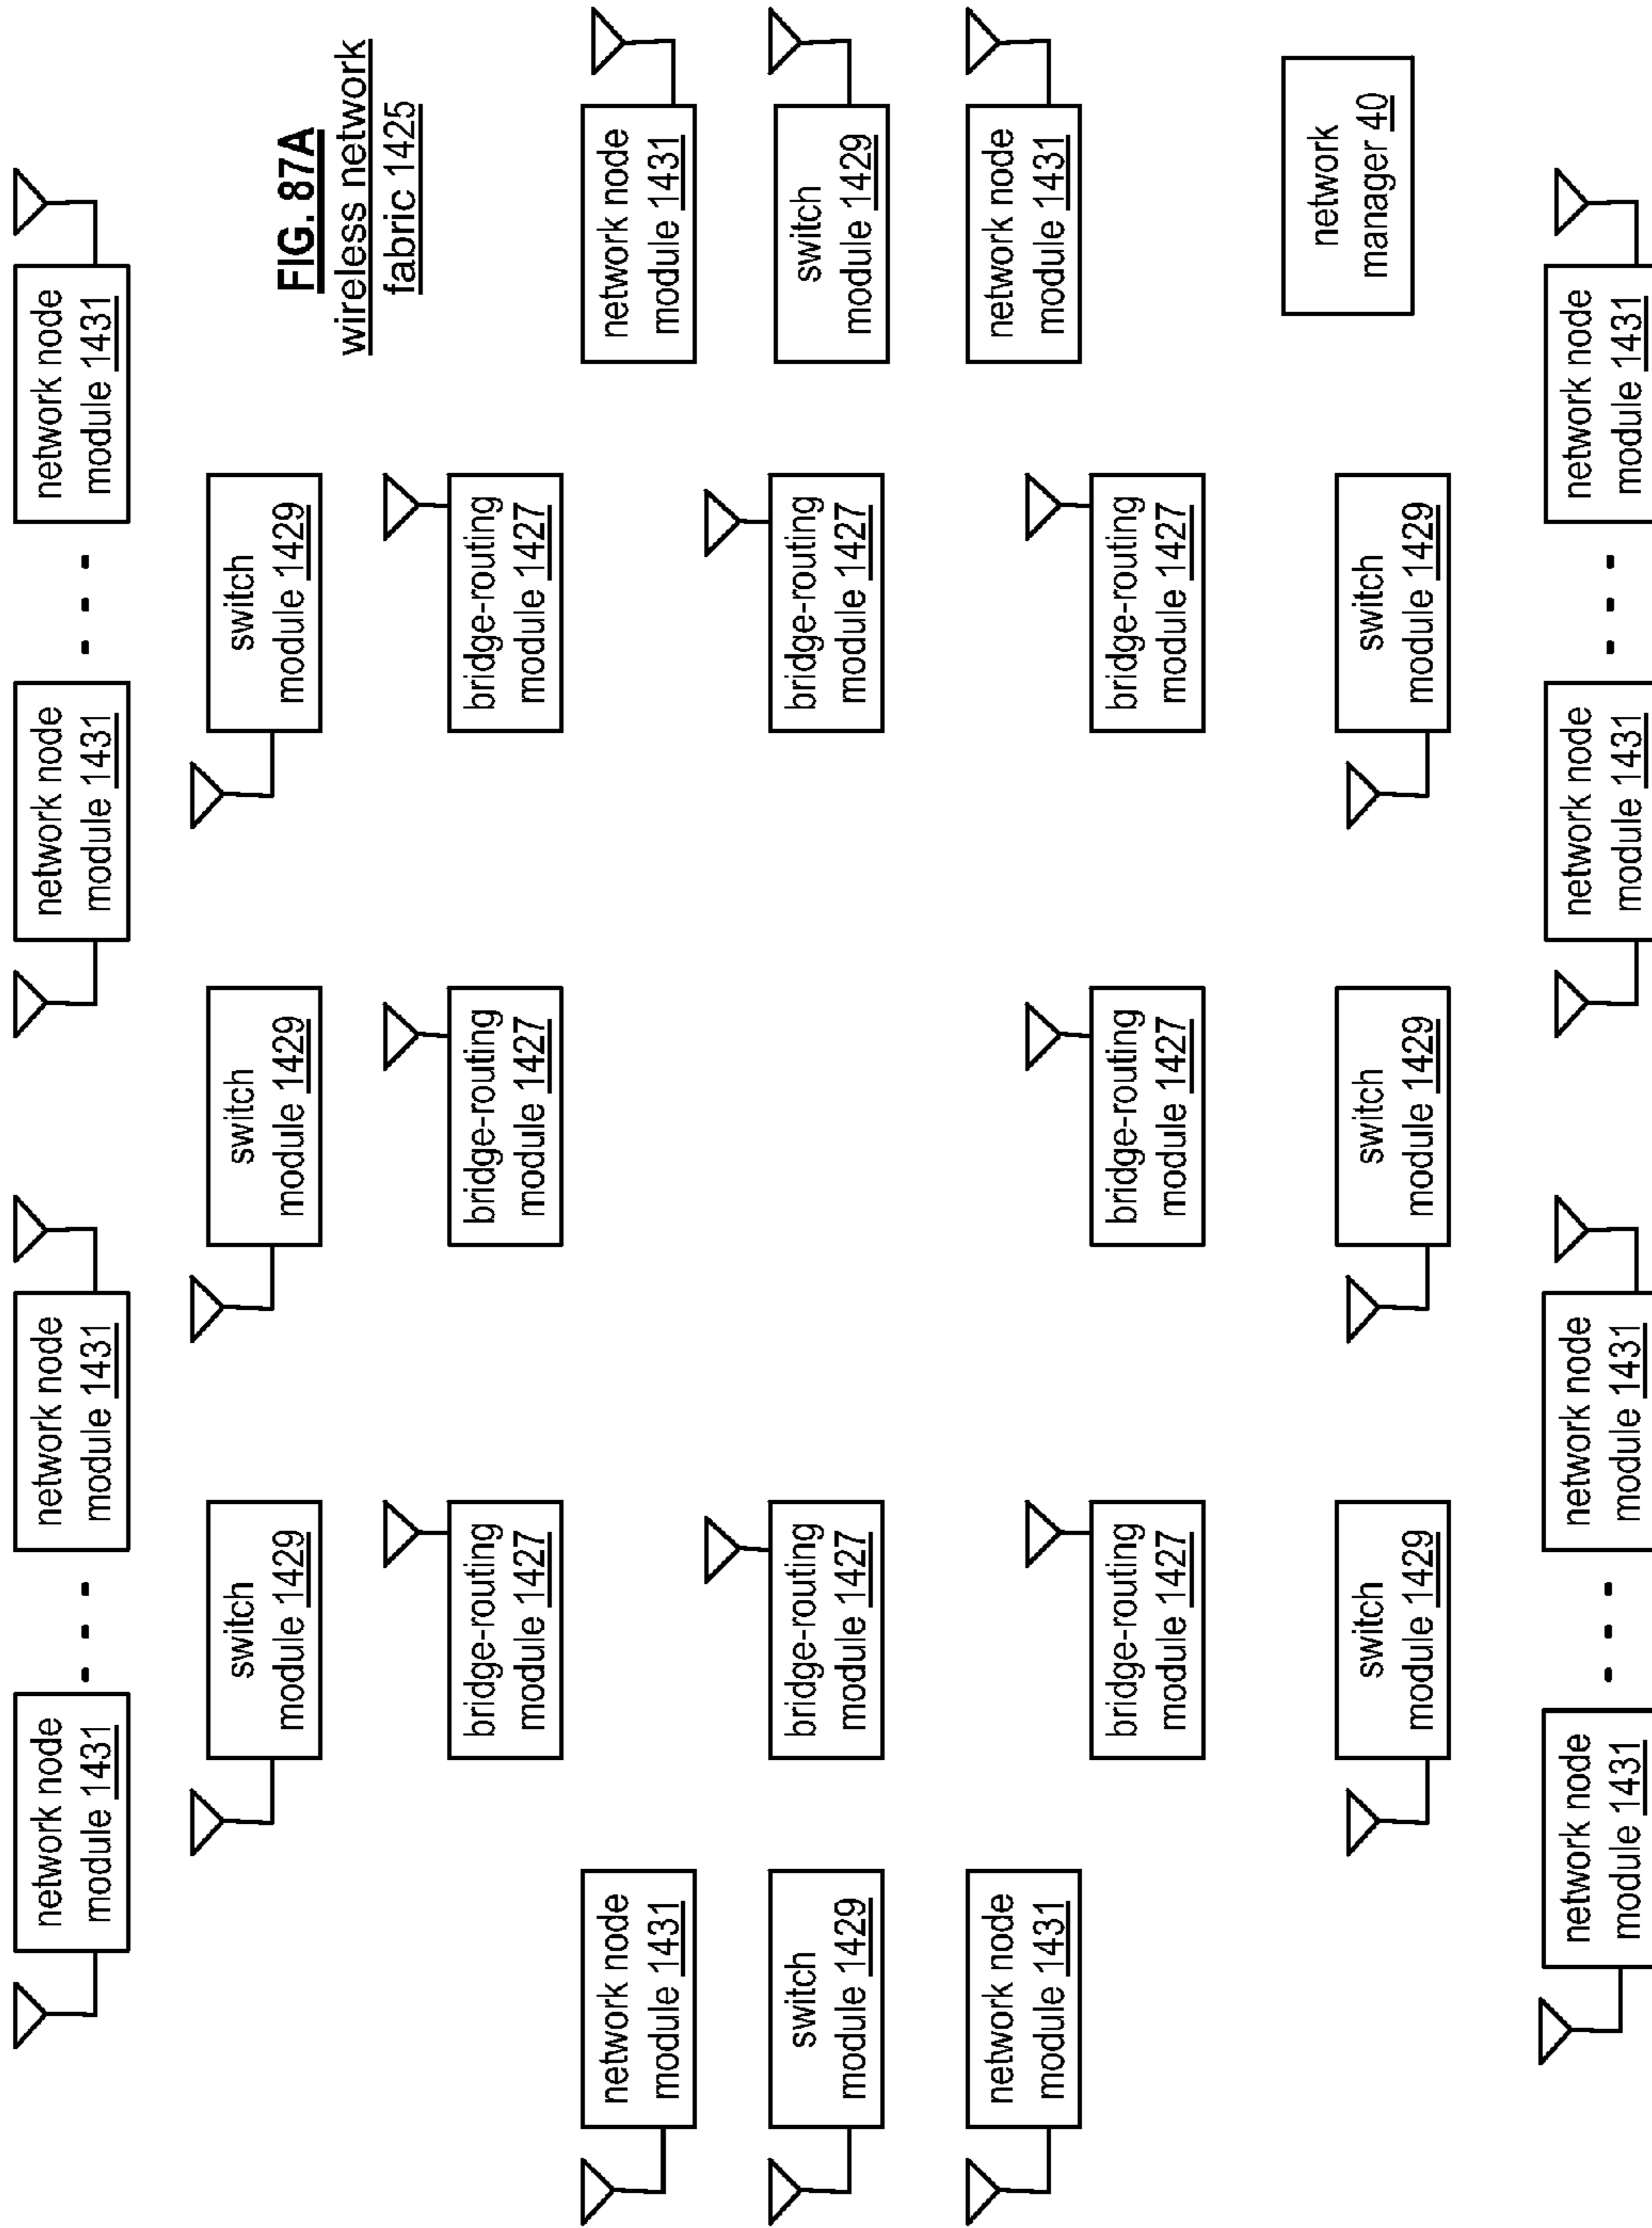 network node
module 1431
network node
module 1431
network node
module 1431
network node
module 1431
switch
module 1429
switch
module 1429
switch
module 1429
FIG. 87A
wireless network
fabric 1425
bridge-routing
module 1427
bridge-routing
module 1427
bridge-routing
module 1427
network node
module 1431
network node
module 1431
switch
module 1429
bridge-routing
module 1427
bridge-routing
module 1427
switch
module 1429
network node
module 1431
network node
module 1431
bridge-routing
module 1427
bridge-routing
module 1427
bridge-routing
module 1427
switch
module 1429
switch
module 1429
switch
module 1429
network
manager 40
network node
module 1431
network node
module 1431
network node
module 1431
network node
module 1431